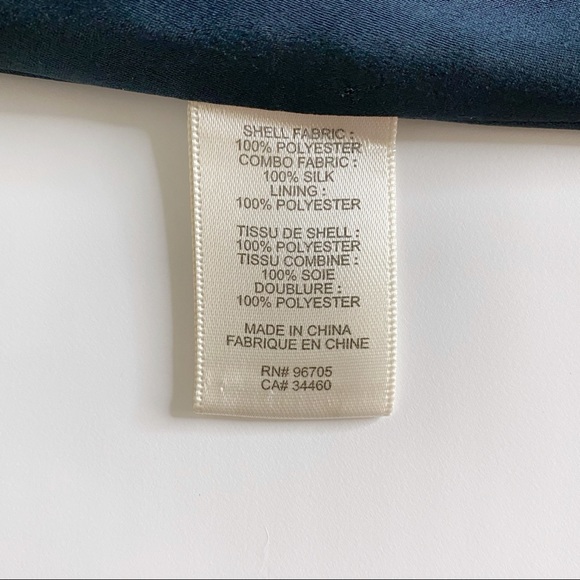 SHELL FABRIC :
100% POLYESTER
COMBO FABRIC :
100% SILK
LINING :
100% POLYESTER
TISSU DE SHELL :
100% POLYESTER
TISSU COMBINE :
100% SOIE
DOUBLURE :
100% POLYESTER
MADE IN CHINA
FABRIQUE EN CHINE
RN# 96705
CA# 34460